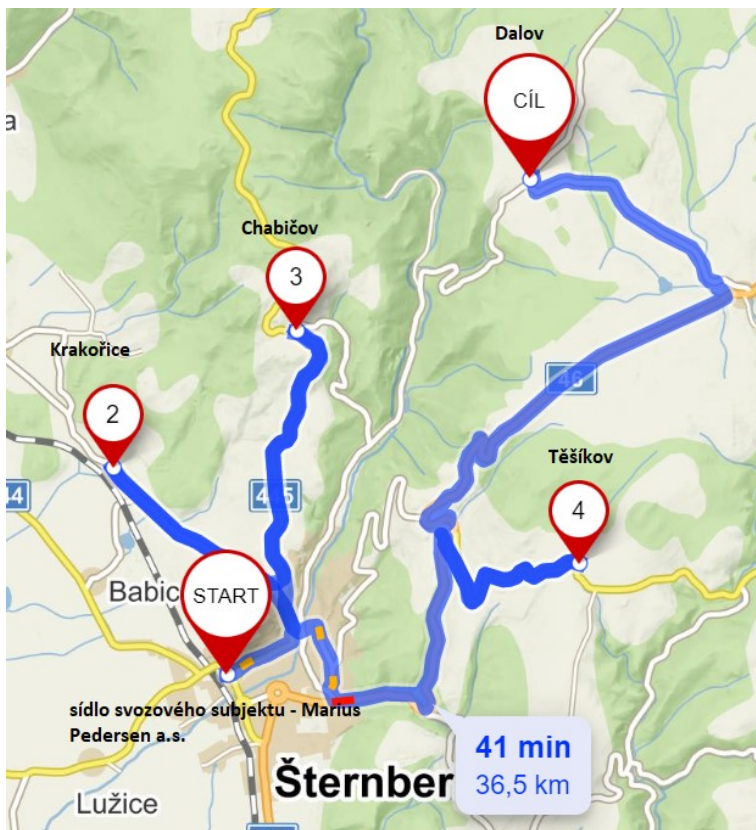 Dalov
CÍL
a
Chabičov
3
Krakořice
2
46
Těšíkov
4
44
Babic
START
sídlo svozového subjektu - Marius
Pedersen a.s.
41 min
36,5 km
Šternber
Lužice